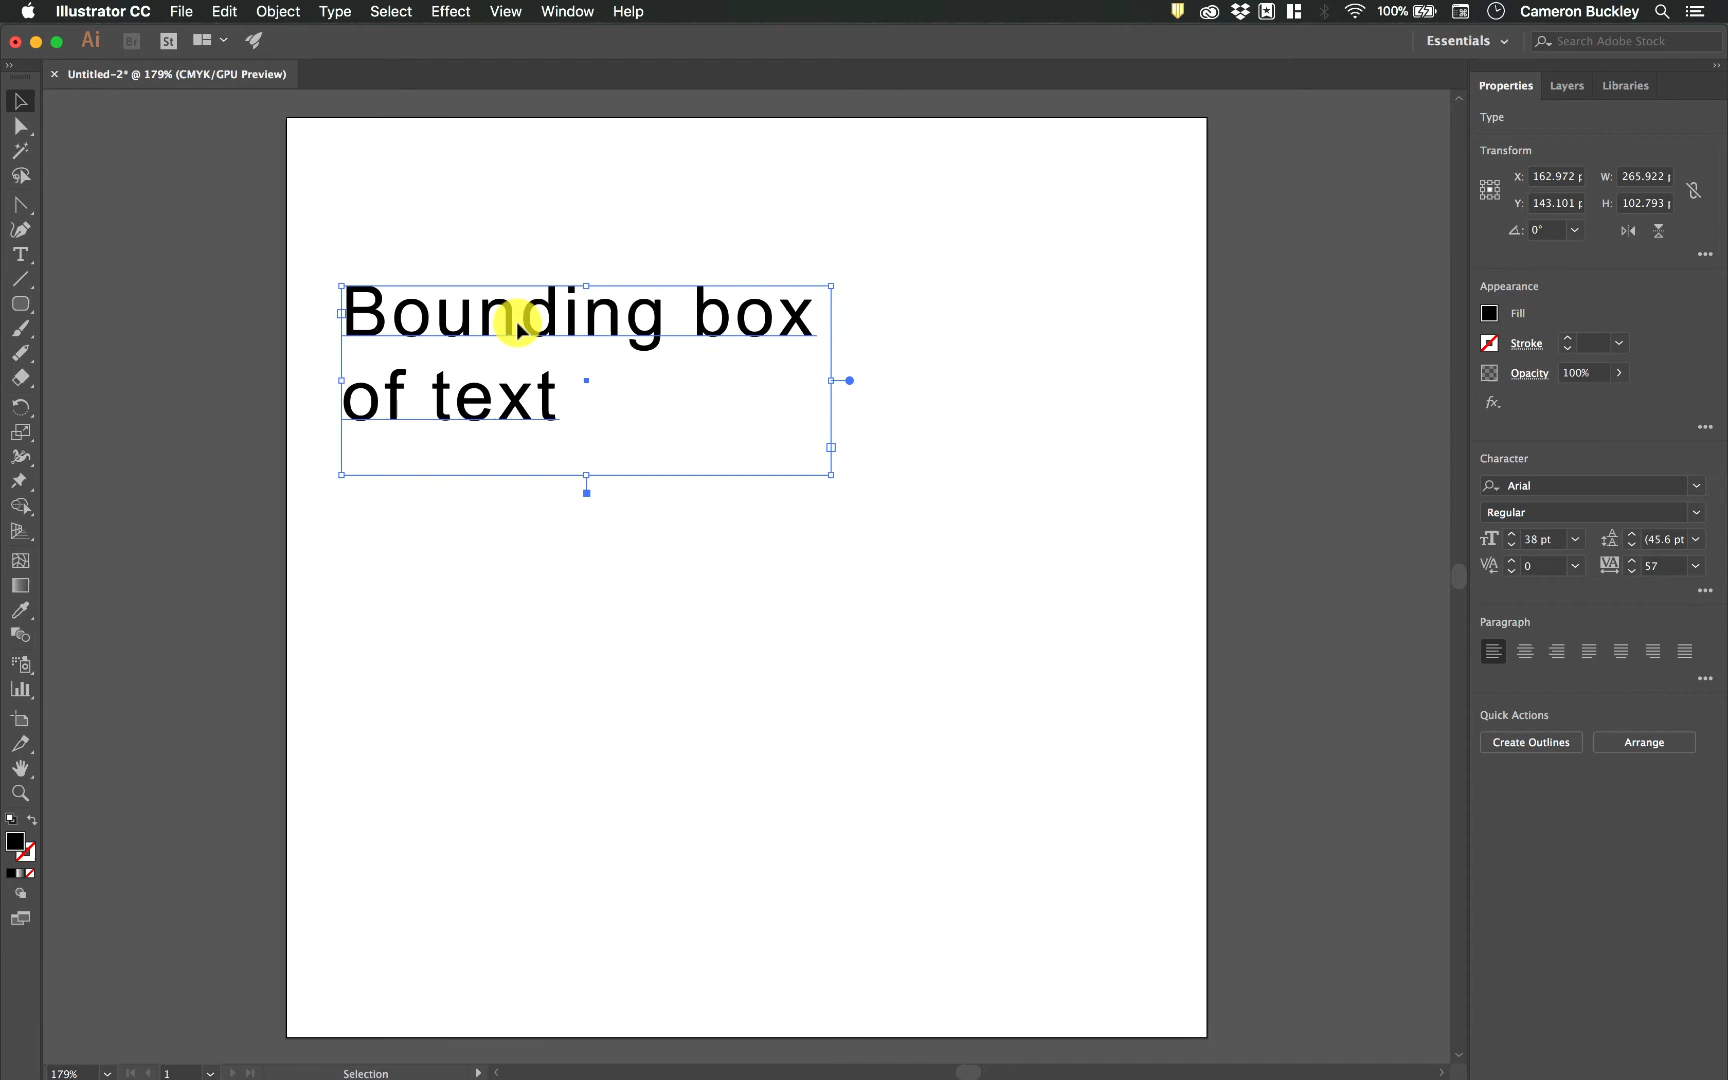 Illustrator CC File Edit Object Type Select Effect View Window Help 100% Cameron Buckley
Ai Br St Essentials Search Adobe Stock
Untitled-2* @ 179% (CMYK/GPU Preview)
Properties Layers Libraries
Type
Transform
X: 162.972 p W: 265.922 p
Y: 143.101 p H: 102.793 p
0°
Bounding box
of text
Appearance
Fill
Stroke
Opacity 100%
fx.
Character
Arial
Regular
38 pt (45.6 pt
0 57
Paragraph
Quick Actions
Create Outlines Arrange
179% 1 Selection